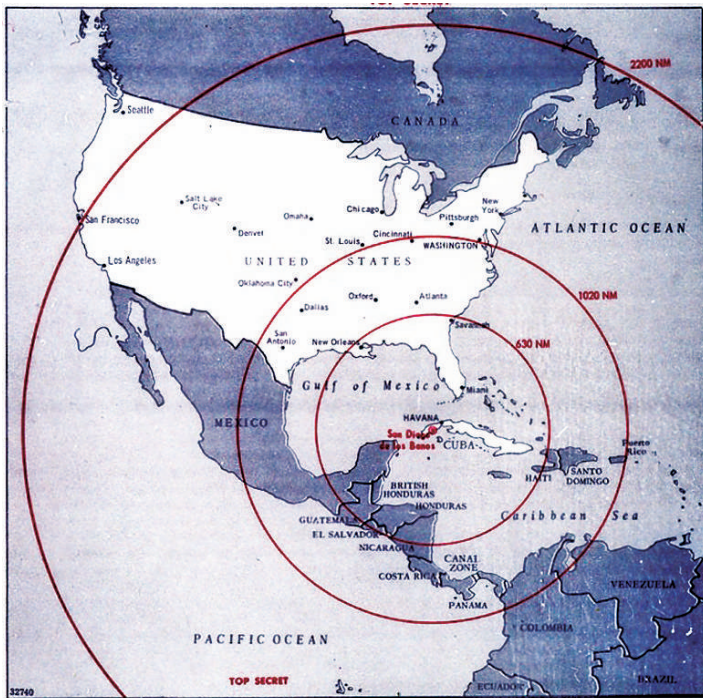 TOP SECRET
2200 NM
Seattle
CANADA
Salt Lake
City
San Francisco
Denver
Omaha
Chicago
Pittsburgh
New
York
ATLANTIC OCEAN
St. Louis
Cincinnati
WASHINGTON
Los Angeles
UNITED STATES
Oklahoma City
1020 NM
Dallas
Oxford
Atlanta
San
Antonio
New Orleans
Savannah
630 NM
Gulf of Mexico
Miami
MEXICO
HAVANA
San Diego
de los Banos
CUBA
Puerto
Rico
HAITI
SANTO
DOMINGO
BRITISH
HONDURAS
HONDURAS
GUATEMALA
EL SALVADOR
NICARAGUA
Caribbean Sea
COSTA RICA
CANAL
ZONE
PANAMA
VENEZUELA
COLOMBIA
PACIFIC OCEAN
ECUADOR
BRAZIL
TOP SECRET
32740